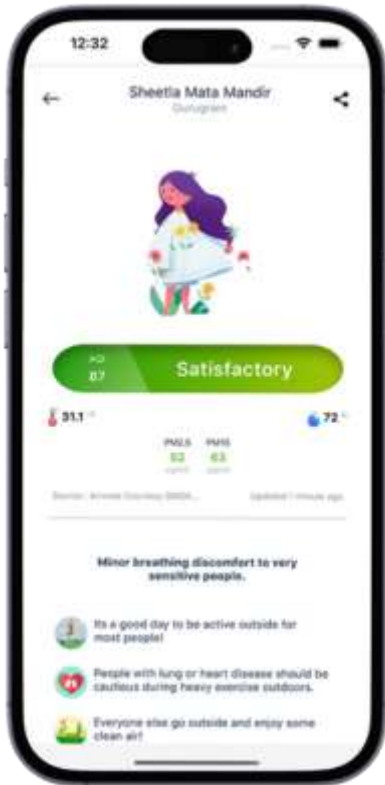 12:32
Sheetla Mata Mandir
Gurugram
AQI
87
Satisfactory
31.1
72
PM2.5 PM10
52 63
Updated 1 minute ago
Minor breathing discomfort to very
sensitive people.
Its a good day to be active outside for
most people!
People with lung or heart disease should be
cautious during heavy exercise outdoors.
Everyone else go outside and enjoy some
clean air!